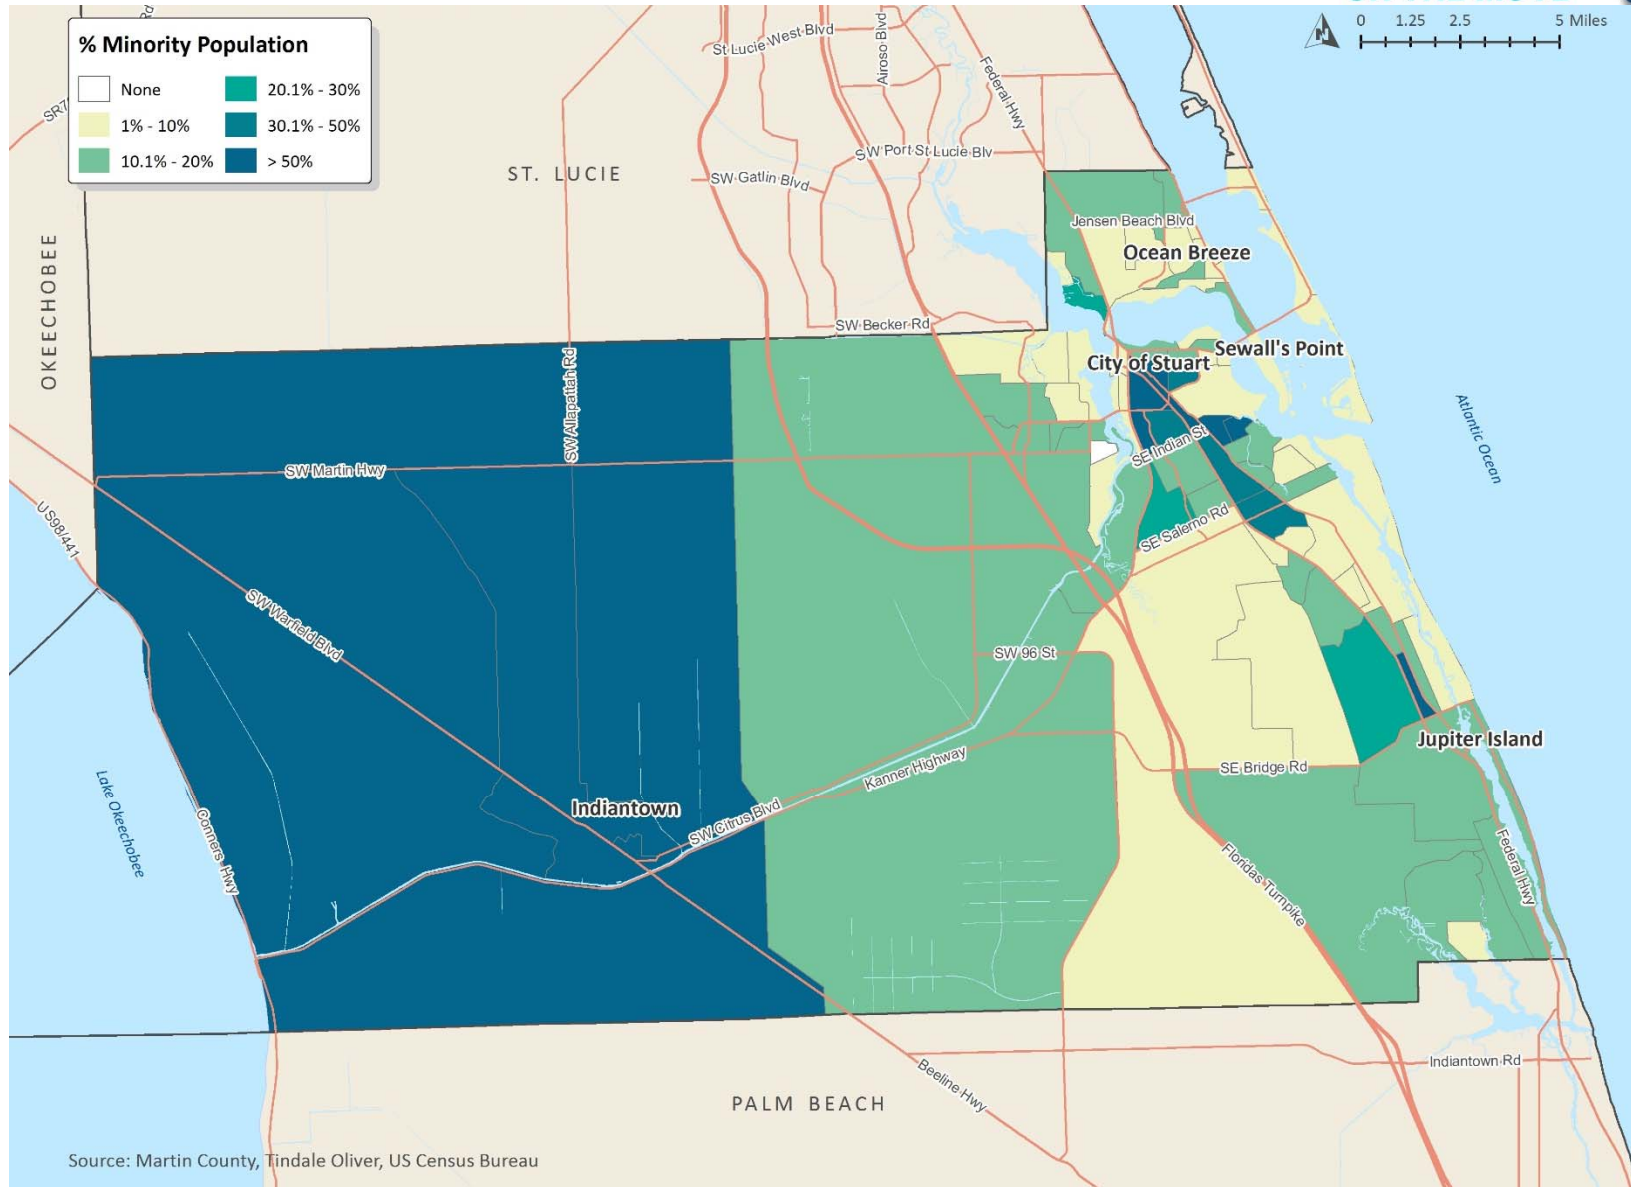 % Minority Population
None
1% - 10%
10.1% - 20%
20.1% - 30%
30.1% - 50%
> 50%
0 1.25 2.5 5 Miles
N
Rd
SR7
St Lucie West Blvd
Airoso Blvd
Federal Hwy
ST. LUCIE
SW Port St Lucie Blv
SW Gatlin Blvd
OKEECHOBEE
Jensen Beach Blvd
Ocean Breeze
SW Becker Rd
Sewall's Point
City of Stuart
SW Allapattah Rd
Atlantic Ocean
SE Indian St
SW Martin Hwy
US98/441
SE Salerno Rd
SW Warfield Blvd
SW 96 St
Jupiter Island
Kanner Highway
SE Bridge Rd
Indiantown
SW Citrus Blvd
Lake Okeechobee
Conners Hwy
Floridas Turnpike
Federal Hwy
Indiantown Rd
Beeline Hwy
PALM BEACH
Source: Martin County, Tindale Oliver, US Census Bureau